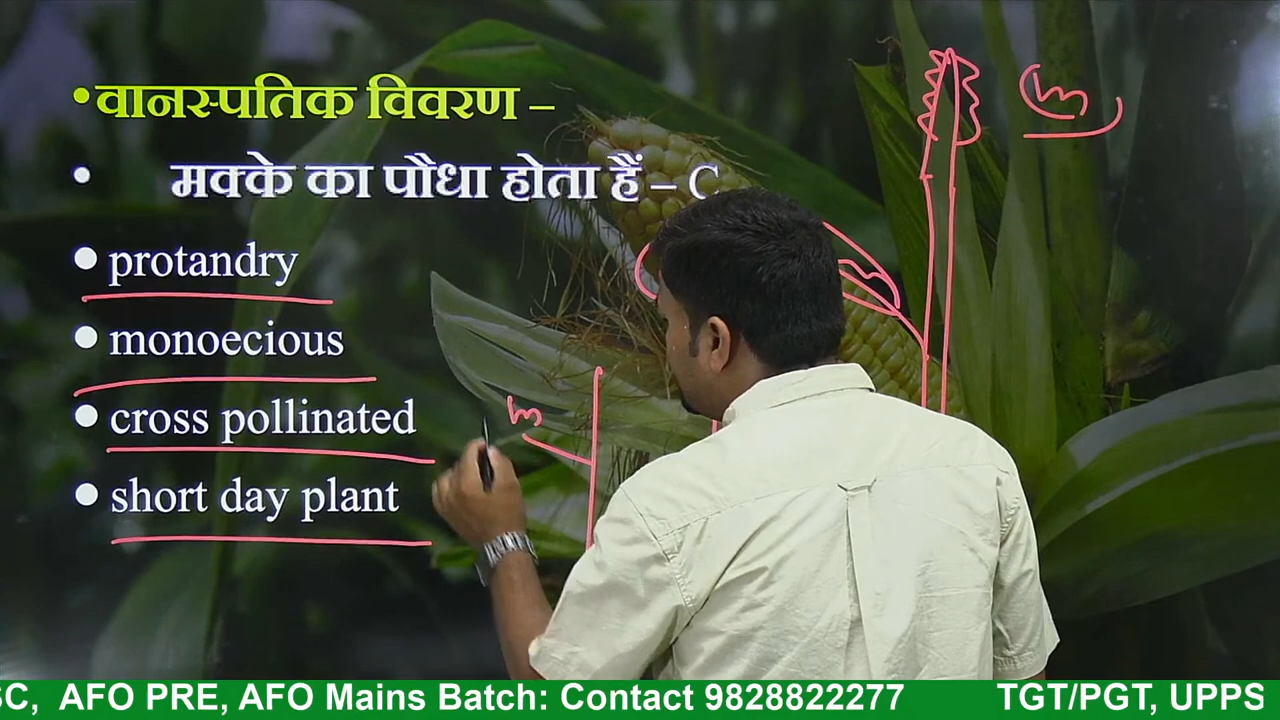 •वानस्पतिक विवरण –
• मक्के का पौधा होता हैं – C
● protandry
● monoecious
● cross pollinated
● short day plant
m
m
SC, AFO PRE, AFO Mains Batch: Contact 9828822277 TGT/PGT, UPPS